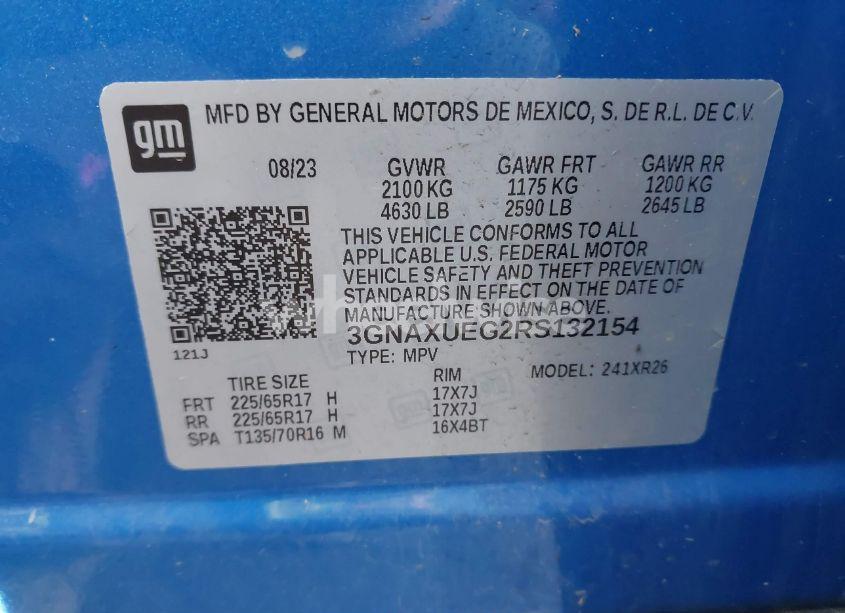 gm
MFD BY GENERAL MOTORS DE MEXICO, S. DE R.L. DE C.V.
08/23 GVWR GAWR FRT GAWR RR
2100 KG 1175 KG 1200 KG
4630 LB 2590 LB 2645 LB
THIS VEHICLE CONFORMS TO ALL
APPLICABLE U.S. FEDERAL MOTOR
VEHICLE SAFETY AND THEFT PREVENTION
STANDARDS IN EFFECT ON THE DATE OF
MANUFACTURE SHOWN ABOVE.
3GNAXUEG2RS132154
121J
TYPE: MPV MODEL: 241XR26
TIRE SIZE RIM
FRT 225/65R17 H 17X7J
RR 225/65R17 H 17X7J
SPA T135/70R16 M 16X4BT